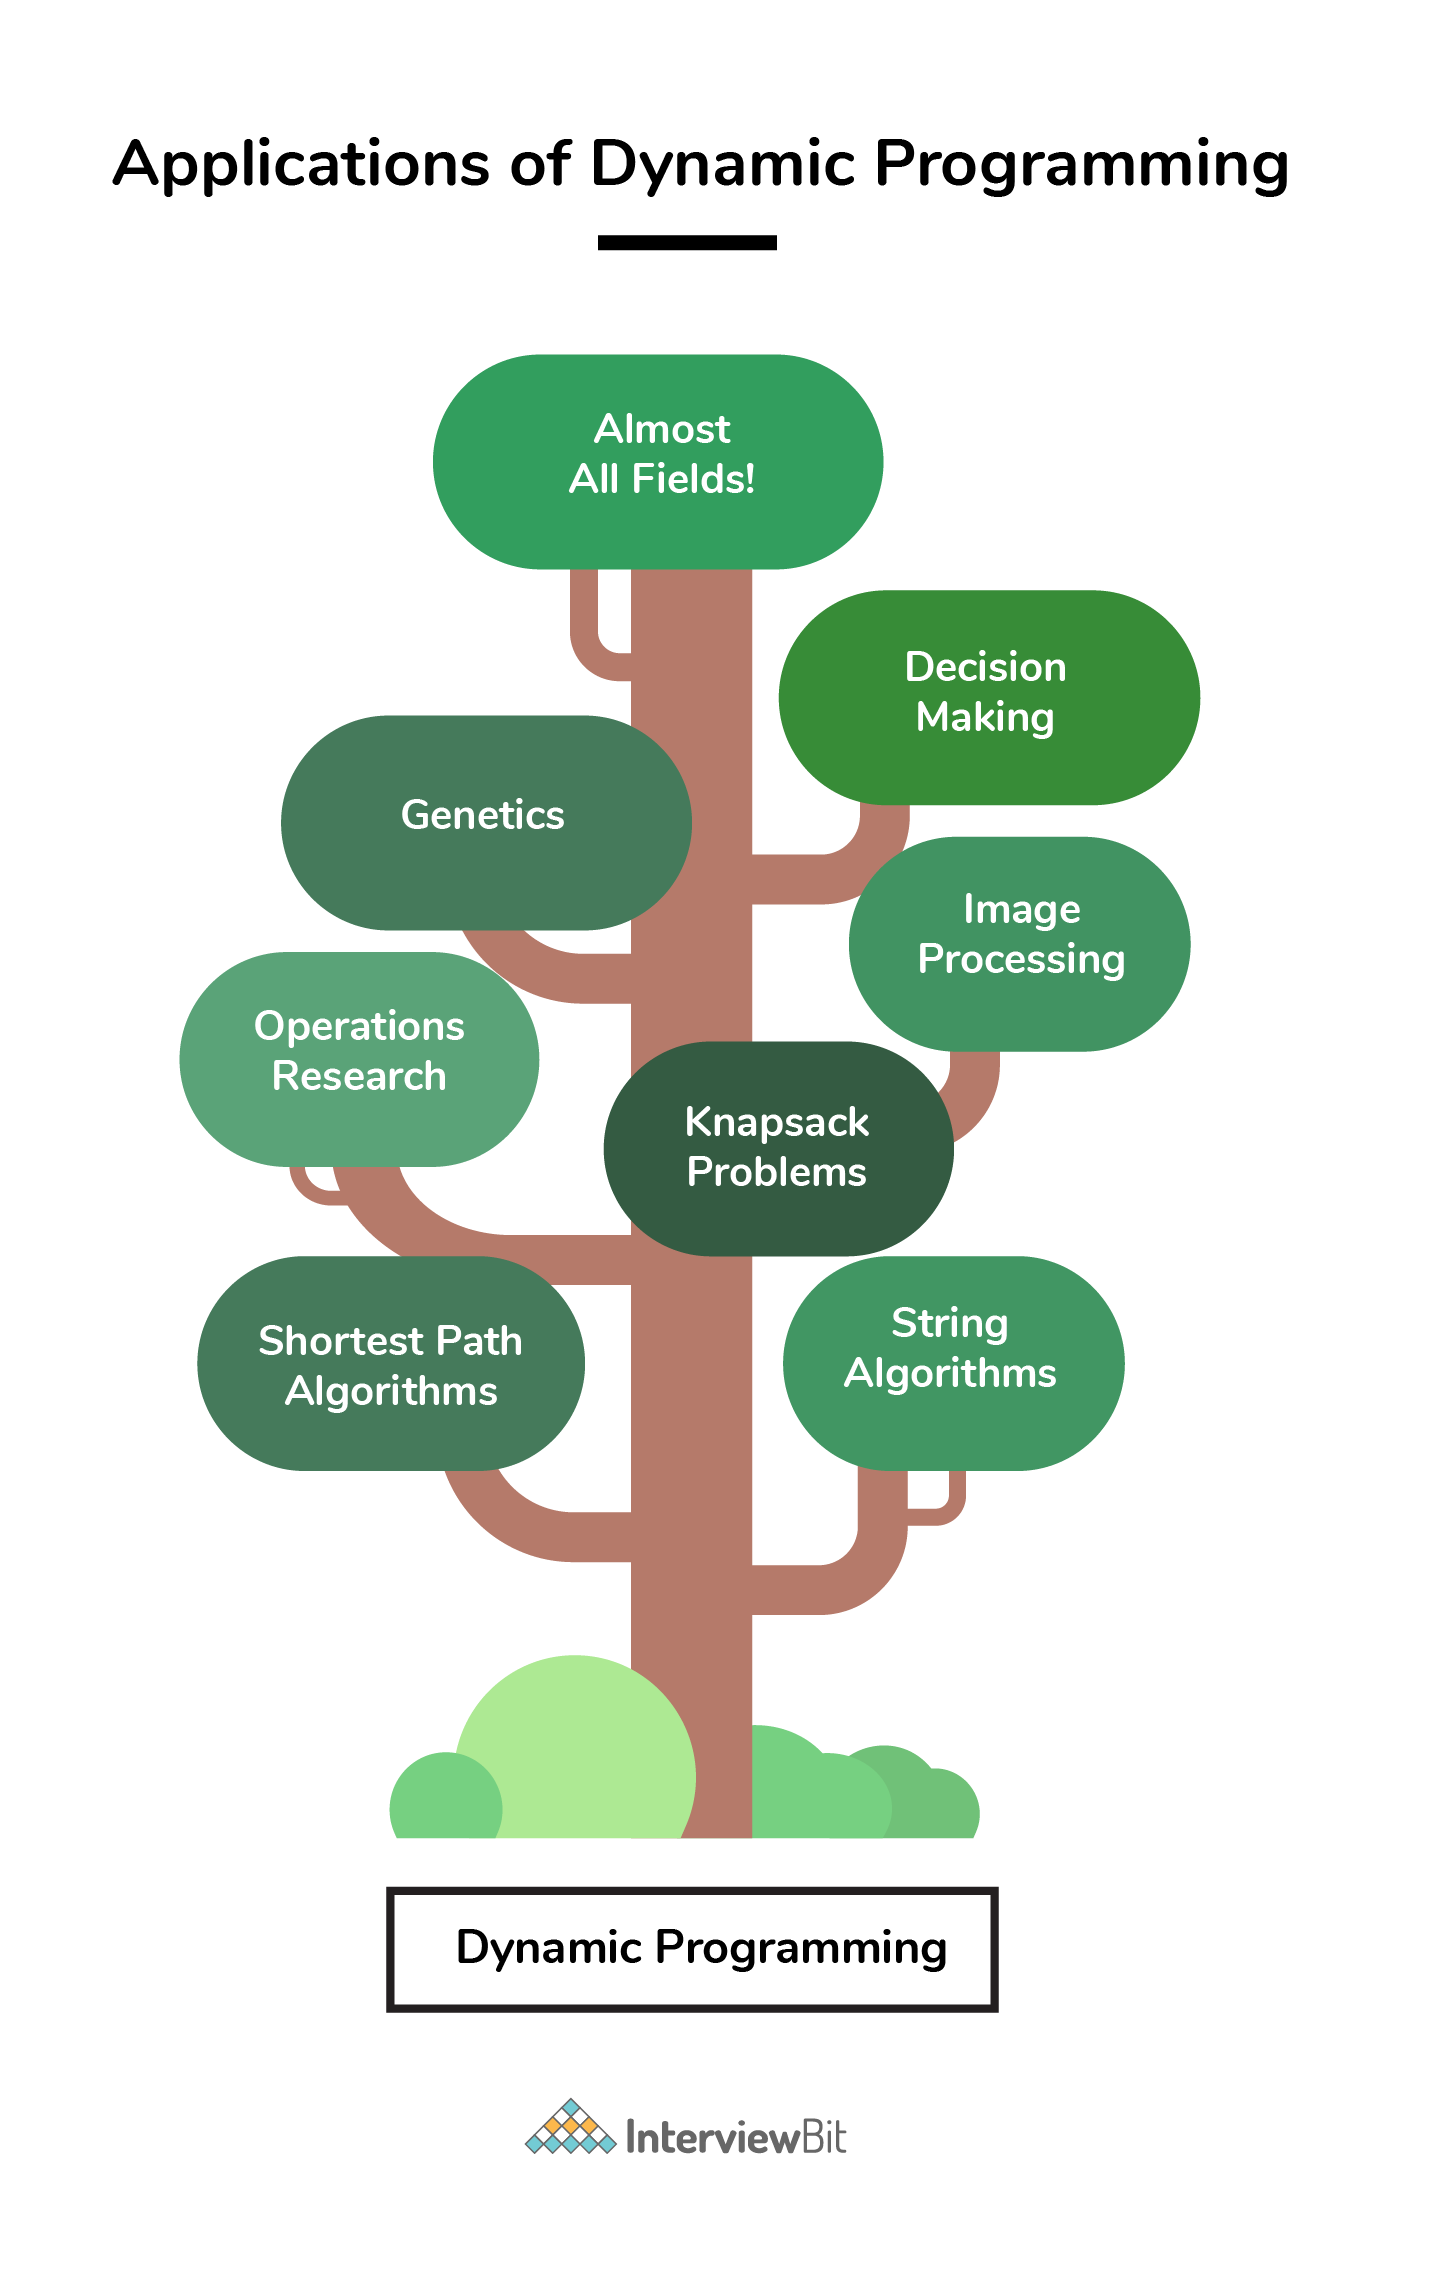 Applications of Dynamic Programming
Almost
All Fields!
Decision
Making
Genetics
Image
Processing
Operations
Research
Knapsack
Problems
Shortest Path
Algorithms
String
Algorithms
Dynamic Programming
InterviewBit